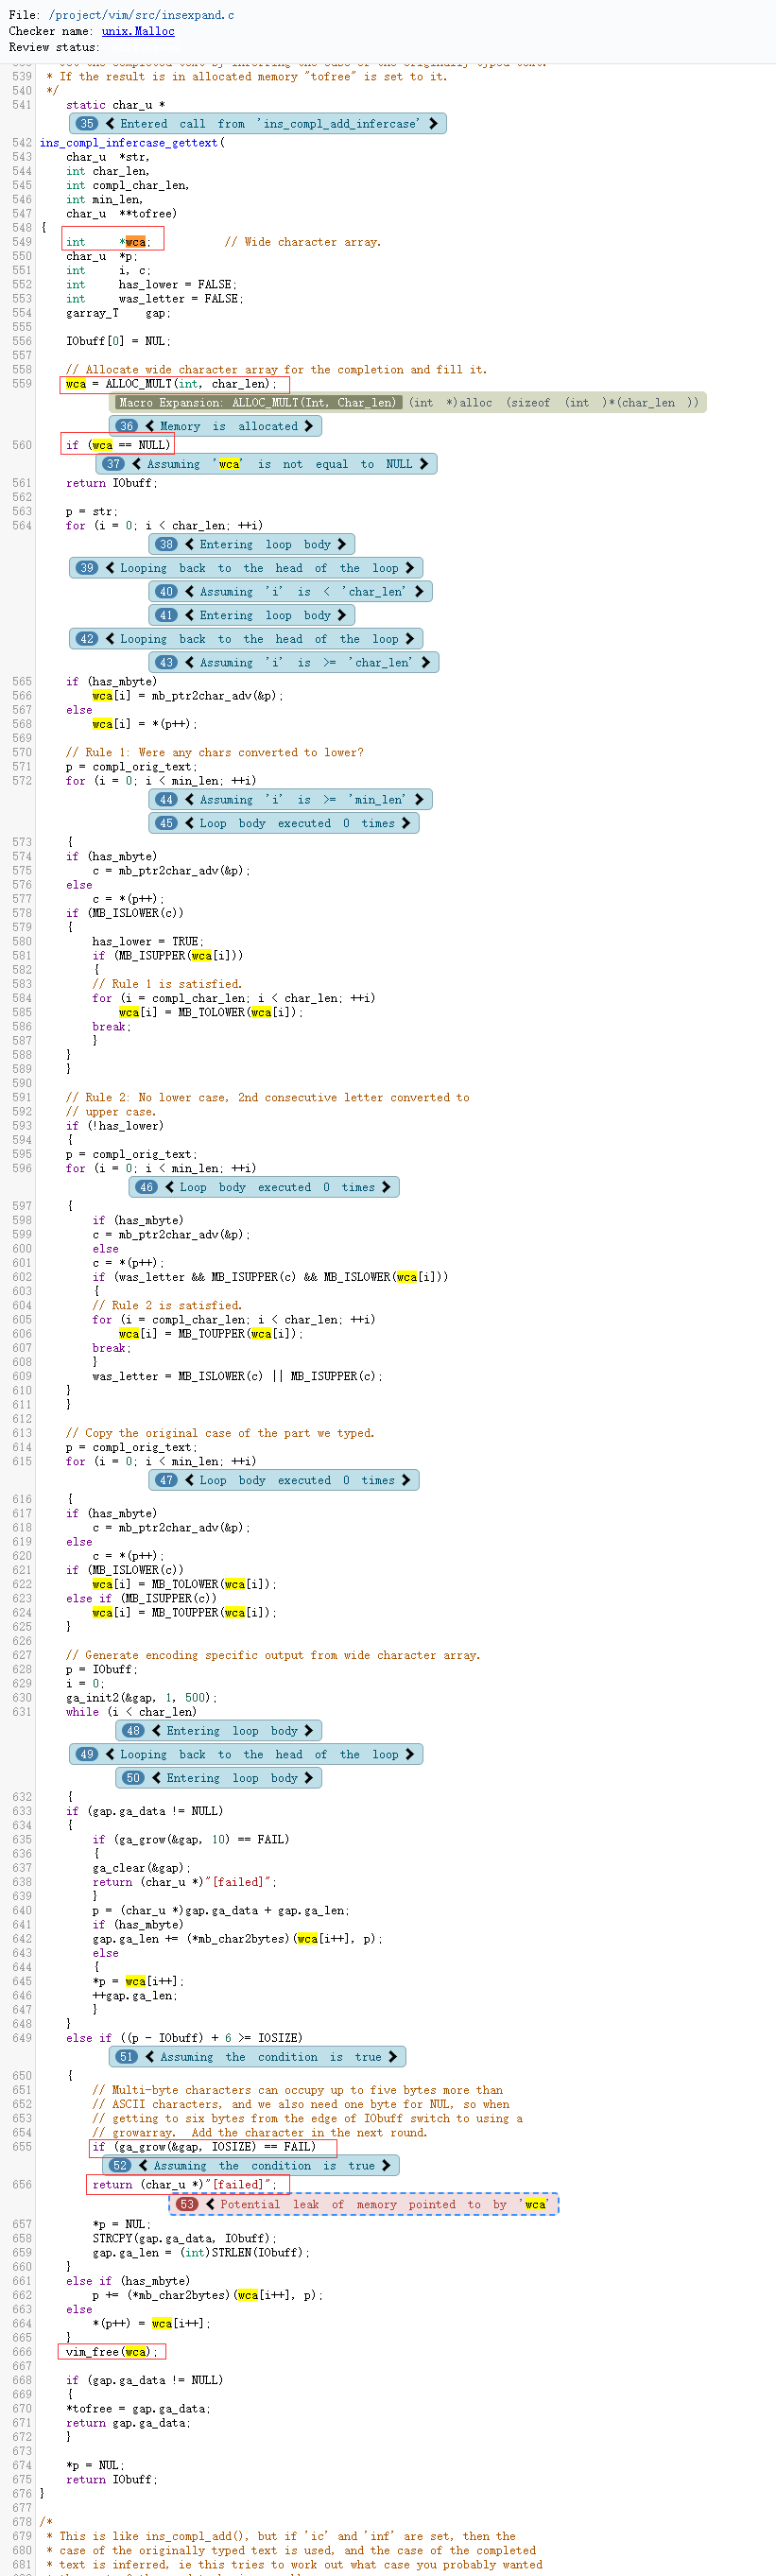 File: /project/vim/src/insexpand.c
Checker name: unix.Malloc
Review status:
539 * If the result is in allocated memory "tofree" is set to it.
540 */
541 static char_u *
35 Entered call from 'ins_compl_add_infercase'
542 ins_compl_infercase_gettext(
543 char_u *str,
544 int char_len,
545 int compl_char_len,
546 int min_len,
547 char_u **tofree)
548 {
549 int *wca; // Wide character array.
550 char_u *p;
551 int i, c;
552 int has_lower = FALSE;
553 int was_letter = FALSE;
554 garray_T gap;
555
556 IObuff[0] = NUL;
557
558 // Allocate wide character array for the completion and fill it.
559 wca = ALLOC_MULT(int, char_len);
Macro Expansion: ALLOC_MULT(Int, Char_len) (int *)alloc (sizeof (int )*(char_len ))
36 Memory is allocated
560 if (wca == NULL)
37 Assuming 'wca' is not equal to NULL
561 return IObuff;
562
563 p = str;
564 for (i = 0; i < char_len; ++i)
38 Entering loop body
39 Looping back to the head of the loop
40 Assuming 'i' is < 'char_len'
41 Entering loop body
42 Looping back to the head of the loop
43 Assuming 'i' is >= 'char_len'
565 if (has_mbyte)
566 wca[i] = mb_ptr2char_adv(&p);
567 else
568 wca[i] = *(p++);
569
570 // Rule 1: Were any chars converted to lower?
571 p = compl_orig_text;
572 for (i = 0; i < min_len; ++i)
44 Assuming 'i' is >= 'min_len'
45 Loop body executed 0 times
573 {
574 if (has_mbyte)
575 c = mb_ptr2char_adv(&p);
576 else
577 c = *(p++);
578 if (MB_ISLOWER(c))
579 {
580 has_lower = TRUE;
581 if (MB_ISUPPER(wca[i]))
582 {
583 // Rule 1 is satisfied.
584 for (i = compl_char_len; i < char_len; ++i)
585 wca[i] = MB_TOLOWER(wca[i]);
586 break;
587 }
588 }
589 }
590
591 // Rule 2: No lower case, 2nd consecutive letter converted to
592 // upper case.
593 if (!has_lower)
594 {
595 p = compl_orig_text;
596 for (i = 0; i < min_len; ++i)
46 Loop body executed 0 times
597 {
598 if (has_mbyte)
599 c = mb_ptr2char_adv(&p);
600 else
601 c = *(p++);
602 if (was_letter && MB_ISUPPER(c) && MB_ISLOWER(wca[i]))
603 {
604 // Rule 2 is satisfied.
605 for (i = compl_char_len; i < char_len; ++i)
606 wca[i] = MB_TOUPPER(wca[i]);
607 break;
608 }
609 was_letter = MB_ISLOWER(c) || MB_ISUPPER(c);
610 }
611 }
612
613 // Copy the original case of the part we typed.
614 p = compl_orig_text;
615 for (i = 0; i < min_len; ++i)
47 Loop body executed 0 times
616 {
617 if (has_mbyte)
618 c = mb_ptr2char_adv(&p);
619 else
620 c = *(p++);
621 if (MB_ISLOWER(c))
622 wca[i] = MB_TOLOWER(wca[i]);
623 else if (MB_ISUPPER(c))
624 wca[i] = MB_TOUPPER(wca[i]);
625 }
626
627 // Generate encoding specific output from wide character array.
628 p = IObuff;
629 i = 0;
630 ga_init2(&gap, 1, 500);
631 while (i < char_len)
48 Entering loop body
49 Looping back to the head of the loop
50 Entering loop body
632 {
633 if (gap.ga_data != NULL)
634 {
635 if (ga_grow(&gap, 10) == FAIL)
636 {
637 ga_clear(&gap);
638 return (char_u *)"[failed]";
639 }
640 p = (char_u *)gap.ga_data + gap.ga_len;
641 if (has_mbyte)
642 gap.ga_len += (*mb_char2bytes)(wca[i++], p);
643 else
644 {
645 *p = wca[i++];
646 ++gap.ga_len;
647 }
648 }
649 else if ((p - IObuff) + 6 >= IOSIZE)
51 Assuming the condition is true
650 {
651 // Multi-byte characters can occupy up to five bytes more than
652 // ASCII characters, and we also need one byte for NUL, so when
653 // getting to six bytes from the edge of IObuff switch to using a
654 // growarray. Add the character in the next round.
655 if (ga_grow(&gap, IOSIZE) == FAIL)
52 Assuming the condition is true
656 return (char_u *)"[failed]";
53 Potential leak of memory pointed to by 'wca'
657 *p = NUL;
658 STRCPY(gap.ga_data, IObuff);
659 gap.ga_len = (int)STRLEN(IObuff);
660 }
661 else if (has_mbyte)
662 p += (*mb_char2bytes)(wca[i++], p);
663 else
664 *(p++) = wca[i++];
665 }
666 vim_free(wca);
667
668 if (gap.ga_data != NULL)
669 {
670 *tofree = gap.ga_data;
671 return gap.ga_data;
672 }
673
674 *p = NUL;
675 return IObuff;
676 }
677
678 /*
679 * This is like ins_compl_add(), but if 'ic' and 'inf' are set, then the
680 * case of the originally typed text is used, and the case of the completed
681 * text is inferred, ie this tries to work out what case you probably wanted